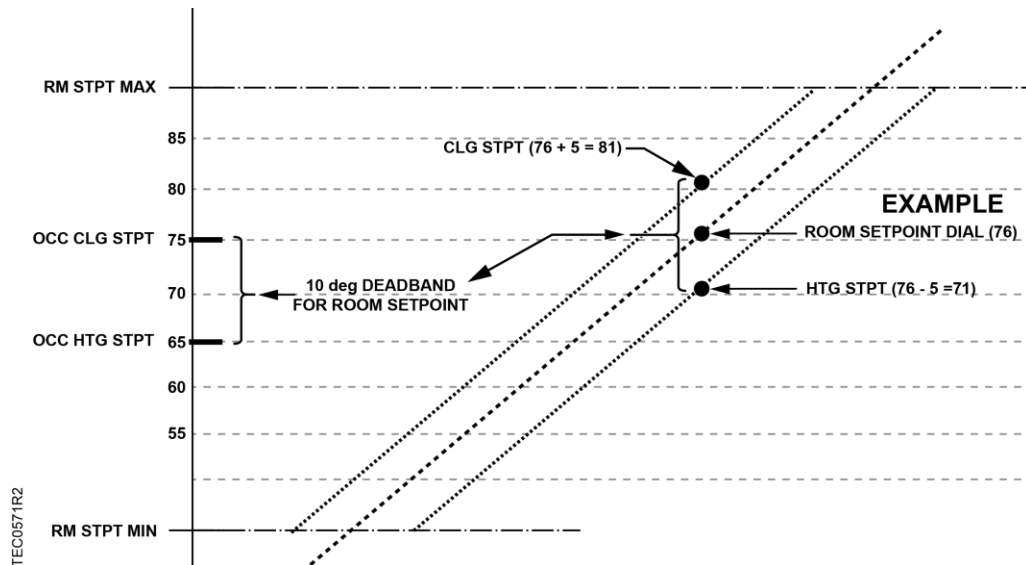 RM STPT MAX
85
CLG STPT (76 + 5 = 81)
80
EXAMPLE
OCC CLG STPT 75
ROOM SETPOINT DIAL (76)
10 deg DEADBAND
FOR ROOM SETPOINT
70
HTG STPT (76 - 5 =71)
OCC HTG STPT 65
60
55
RM STPT MIN
TEC0571R2